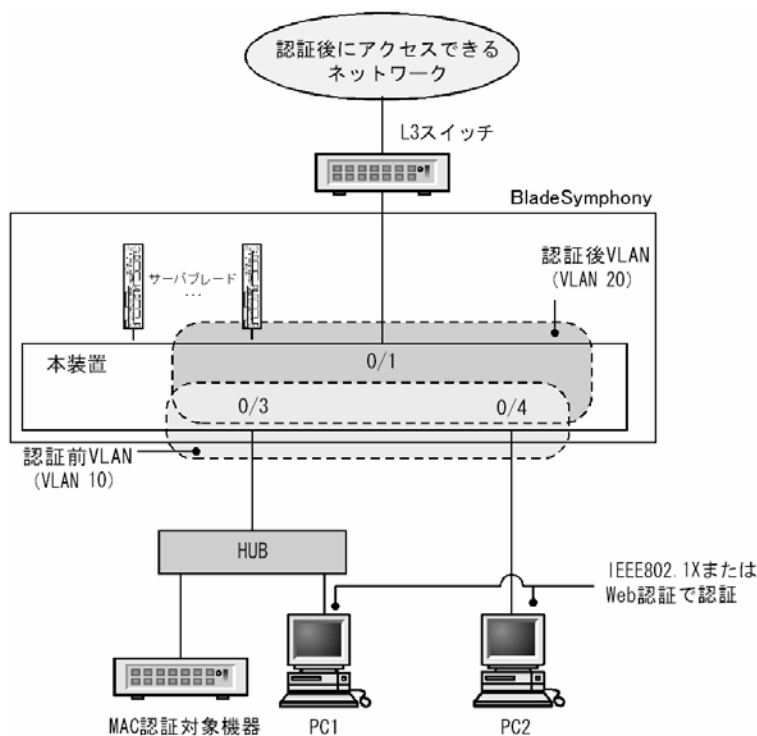 認証後にアクセスできる
ネットワーク
L3スイッチ
BladeSymphony
サーバブレード
...
認証後VLAN
(VLAN 20)
本装置
0/1
0/3
0/4
認証前VLAN
(VLAN 10)
HUB
IEEE802.1Xまたは
Web認証で認証
MAC認証対象機器
PC1
PC2